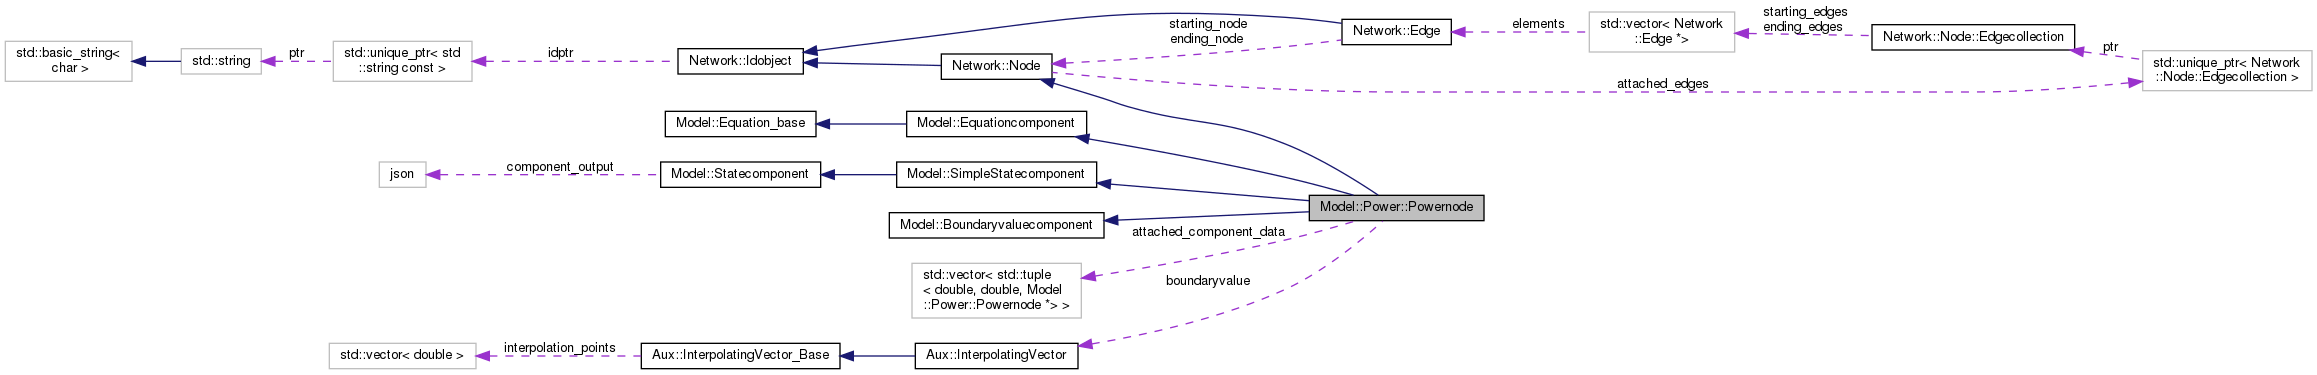 std::basic_string<
char >
std::string
ptr
std::unique_ptr< std
::string const >
idptr
Network::Idobject
Network::Node
starting_node
ending_node
Network::Edge
elements
std::vector< Network
::Edge *>
starting_edges
ending_edges
Network::Node::Edgecollection
ptr
std::unique_ptr< Network
::Node::Edgecollection >
attached_edges
Model::Equation_base
Model::Equationcomponent
json
component_output
Model::Statecomponent
Model::SimpleStatecomponent
Model::Power::Powernode
Model::Boundaryvaluecomponent
attached_component_data
std::vector< std::tuple
< double, double, Model
::Power::Powernode *> >
boundaryvalue
std::vector< double >
interpolation_points
Aux::InterpolatingVector_Base
Aux::InterpolatingVector